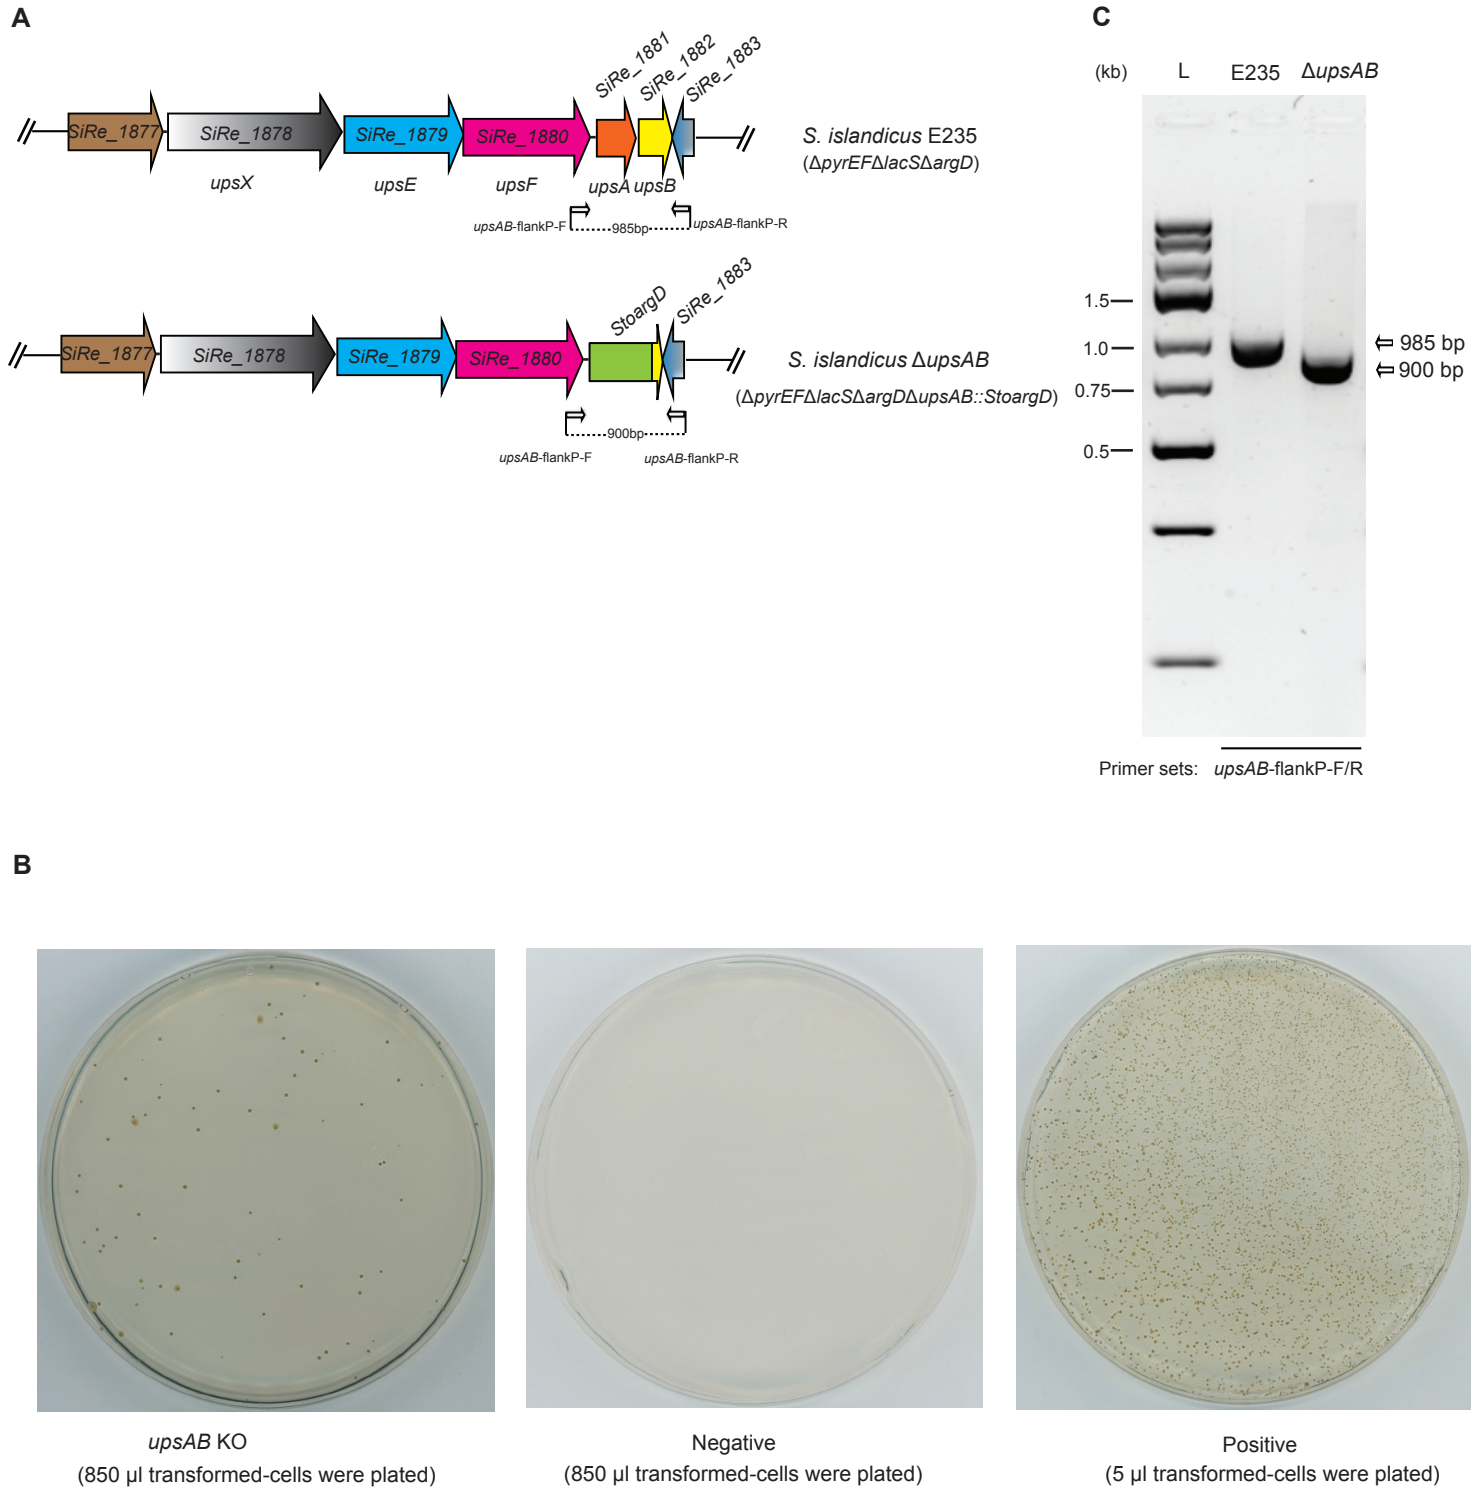 A
SiRe_1881
SiRe_1882
SiRe_1883
SiRe_1877
SiRe_1878
SiRe_1879
SiRe_1880
S. islandicus E235
(ΔpyrEFΔlacSΔargD)
upsX
upsE
upsF
upsA
upsB
upsAB-flankP-F
985bp
upsAB-flankP-R
StoargD
SiRe_1883
SiRe_1877
SiRe_1878
SiRe_1879
SiRe_1880
S. islandicus ΔupsAB
(ΔpyrEFΔlacSΔargDΔupsAB::StoargD)
900bp
upsAB-flankP-F
upsAB-flankP-R
C
(kb)
L
E235
ΔupsAB
1.5
1.0
0.75
0.5
985 bp
900 bp
Primer sets: upsAB-flankP-F/R
B
upsAB KO
(850 µl transformed-cells were plated)
Negative
(850 µl transformed-cells were plated)
Positive
(5 µl transformed-cells were plated)